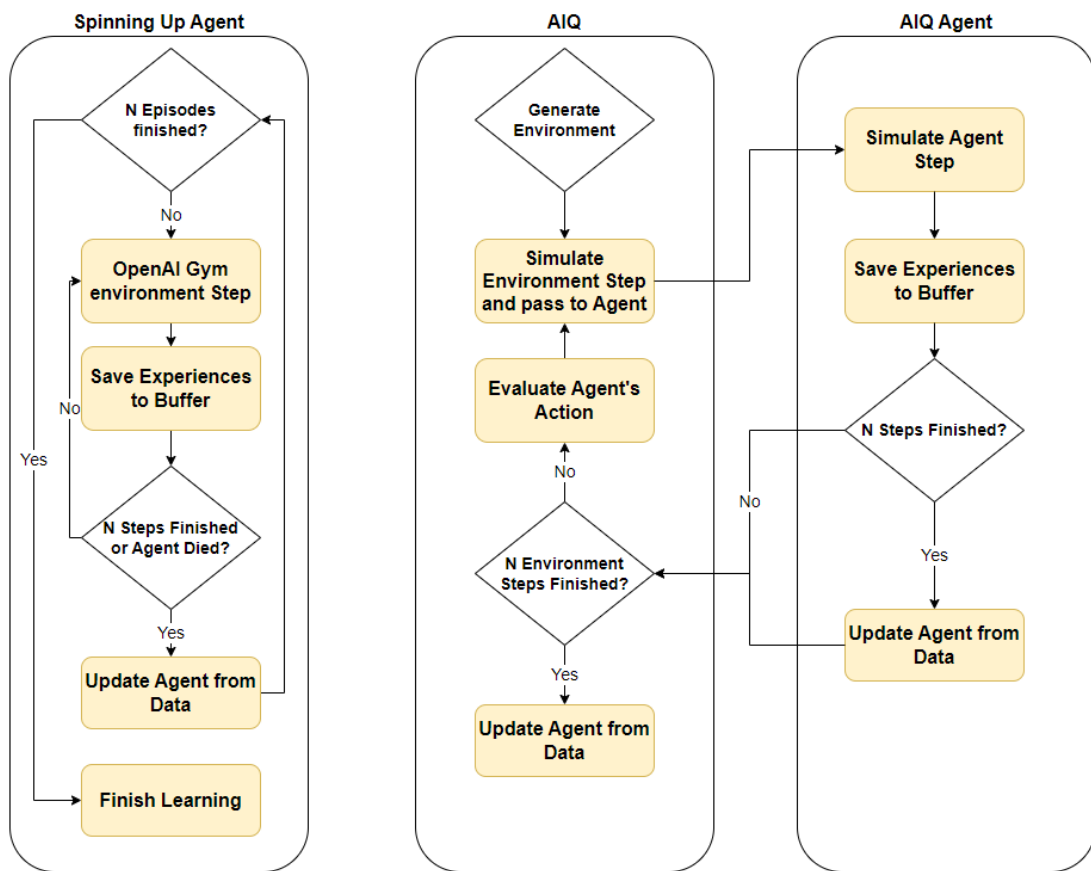 Spinning Up Agent
N Episodes
finished?
No
OpenAI Gym
environment Step
Save Experiences
to Buffer
No
Yes
N Steps Finished
or Agent Died?
Yes
Update Agent from
Data
Finish Learning
AIQ
Generate
Environment
Simulate
Environment Step
and pass to Agent
Evaluate Agent's
Action
No
N Environment
Steps Finished?
Yes
Update Agent from
Data
AIQ Agent
Simulate Agent
Step
Save Experiences
to Buffer
N Steps Finished?
No
Yes
Update Agent from
Data